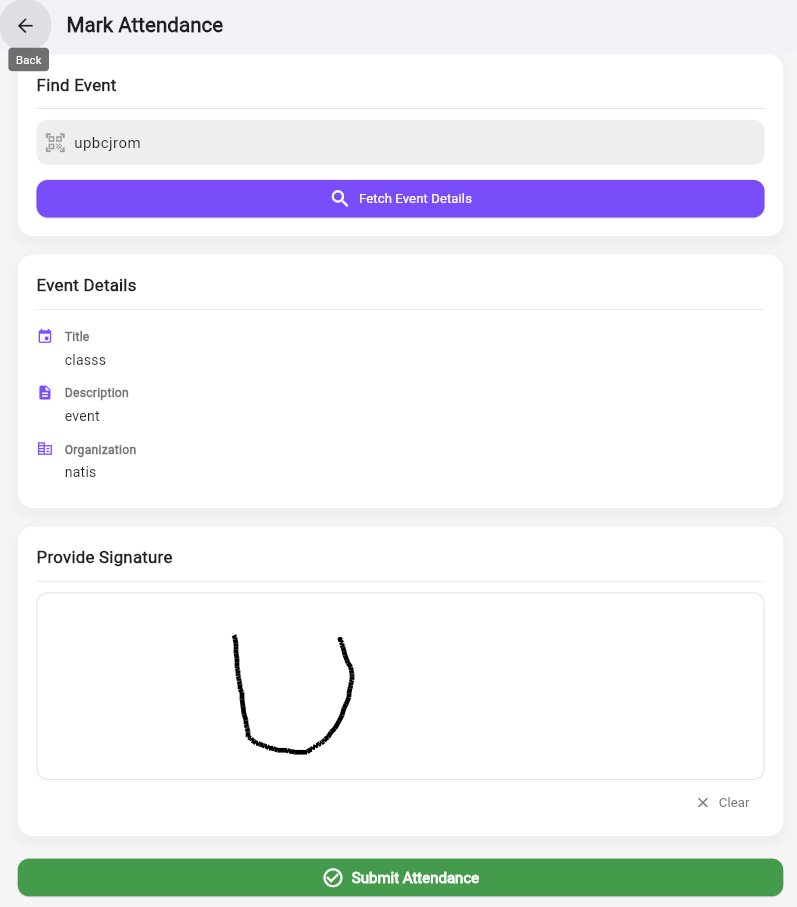 Mark Attendance
Back
Find Event
upbcjrom
Fetch Event Details
Event Details
Title
classs
Description
event
Organization
natis
Provide Signature
Clear
Submit Attendance